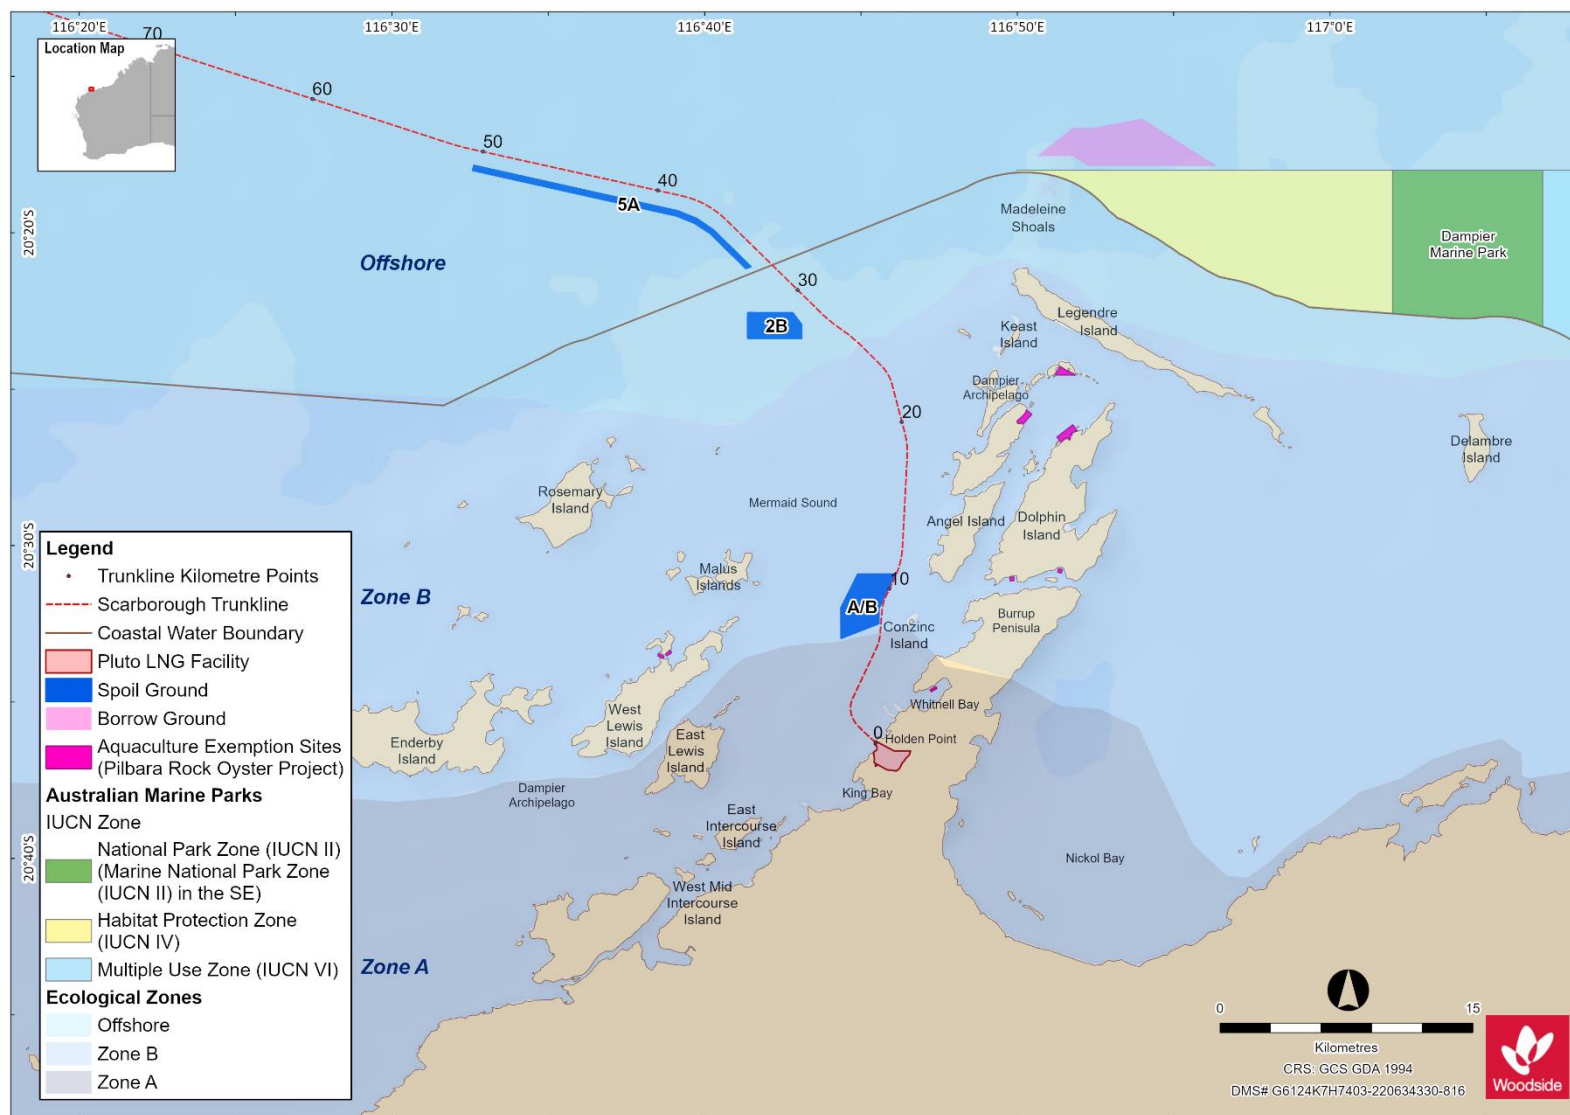 116°20'E
116°30'E
116°40'E
116°50'E
117°0'E
Location Map
70
60
50
40
5A
30
2B
20
10
A/B
0
20°20'S
20°30'S
20°40'S
Offshore
Zone B
Zone A
Madeleine
Shoals
Dampier
Marine Park
Legendre
Island
Keast
Island
Dampier
Archipelago
Delambre
Island
Rosemary
Island
Mermaid Sound
Angel Island
Dolphin
Island
Malus
Islands
Conzinc
Island
Burrup
Penisula
Whitnell Bay
West
Lewis
Island
East
Lewis
Island
Enderby
Island
Holden Point
King Bay
Dampier
Archipelago
East
Intercourse
Island
West Mid
Intercourse
Island
Nickol Bay
Legend
Trunkline Kilometre Points
Scarborough Trunkline
Coastal Water Boundary
Pluto LNG Facility
Spoil Ground
Borrow Ground
Aquaculture Exemption Sites
(Pilbara Rock Oyster Project)
Australian Marine Parks
IUCN Zone
National Park Zone (IUCN II)
(Marine National Park Zone
(IUCN II) in the SE)
Habitat Protection Zone
(IUCN IV)
Multiple Use Zone (IUCN VI)
Ecological Zones
Offshore
Zone B
Zone A
0 15
Kilometres
CRS: GCS GDA 1994
DMS# G6124K7H7403-220634330-816
Woodside